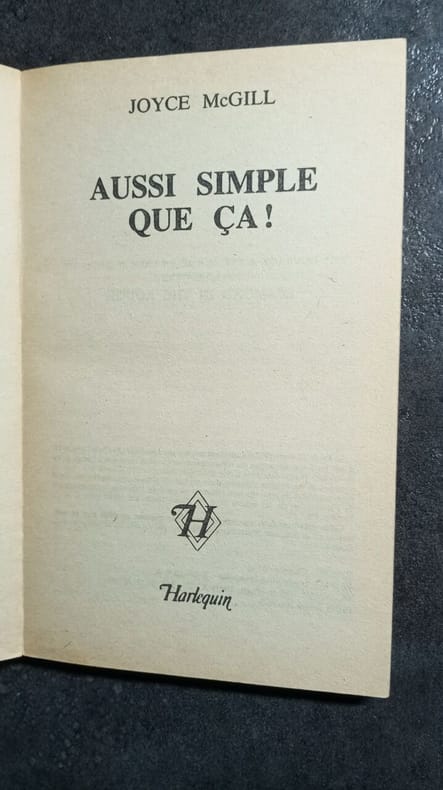 JOYCE McGILL
AUSSI SIMPLE
QUE ÇA !
H
Harlequin